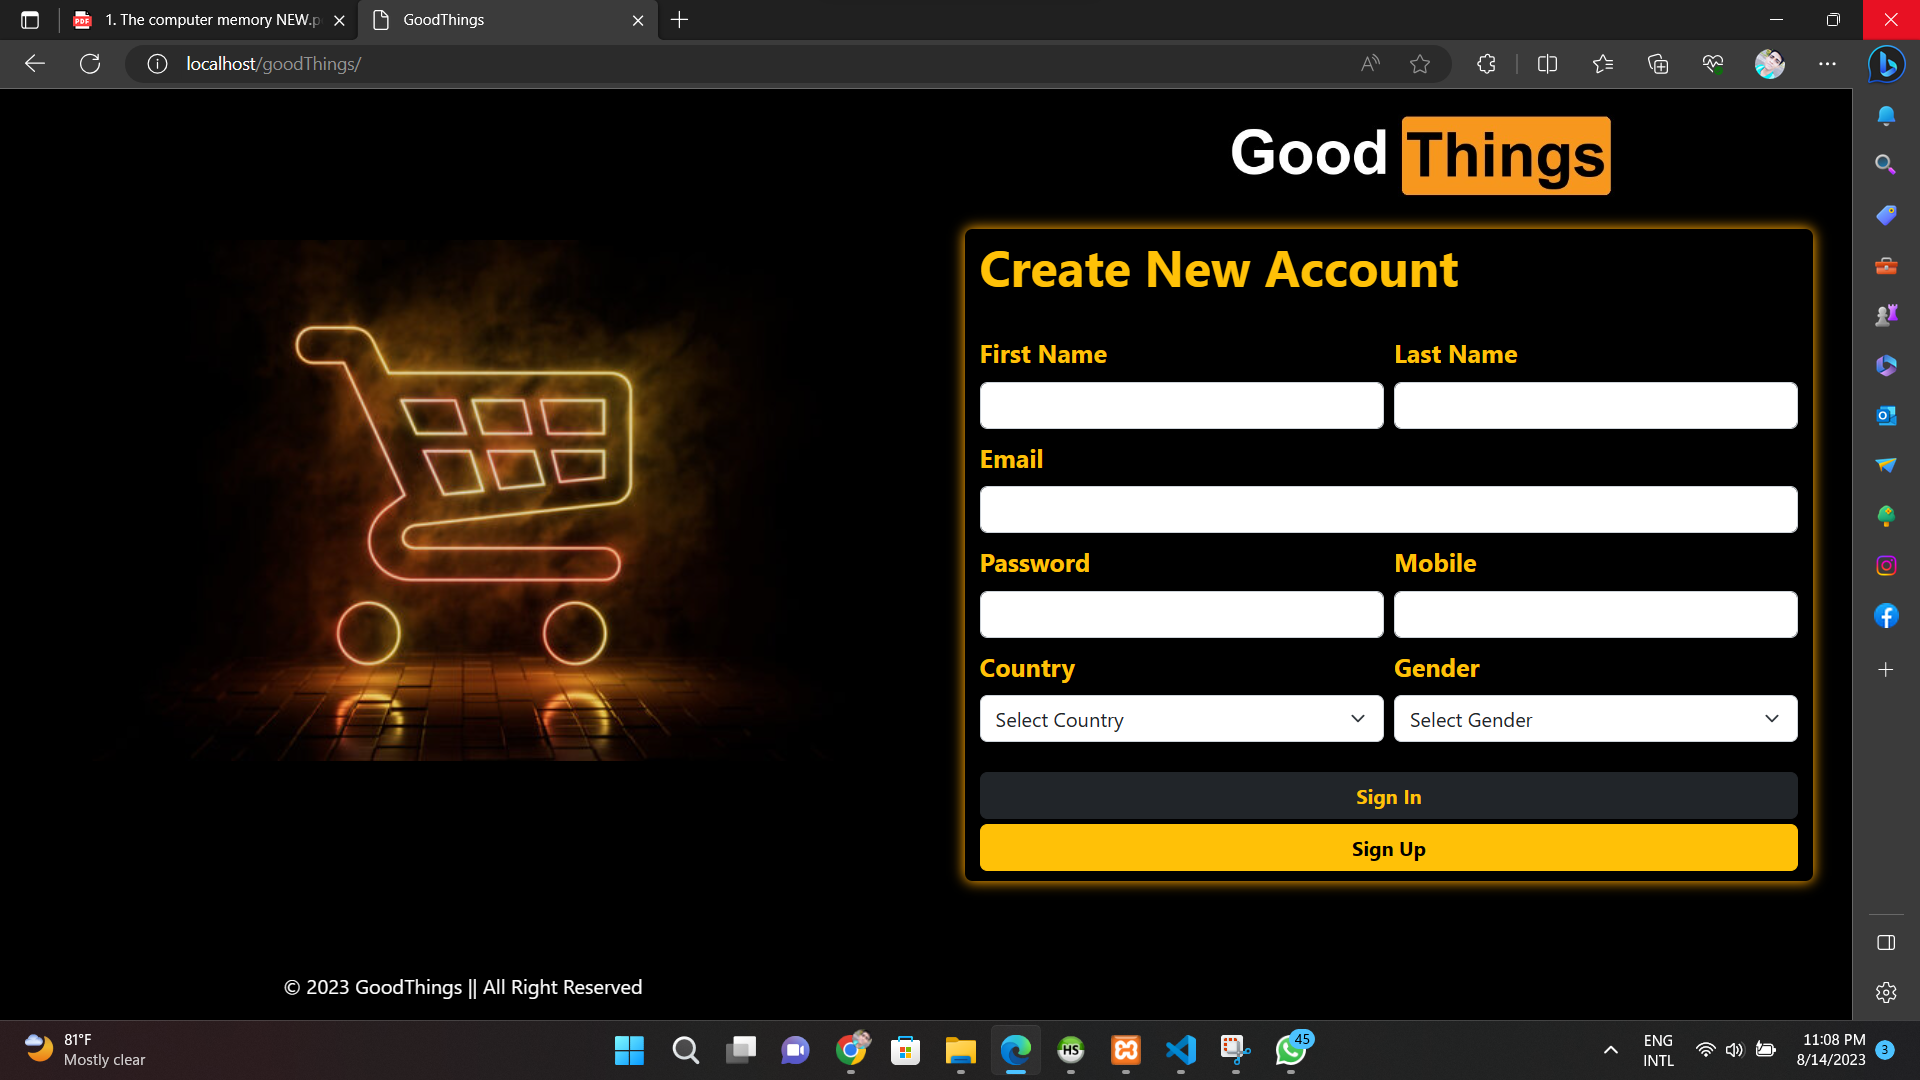 1. The computer memory NEW.p
GoodThings
localhost/goodThings/
Good Things
Create New Account
First Name
Last Name
Email
Password
Mobile
Country
Gender
Select Country
Select Gender
Sign In
Sign Up
© 2023 GoodThings || All Right Reserved
81°F
Mostly clear
HS
45
ENG
INTL
11:08 PM
8/14/2023
3